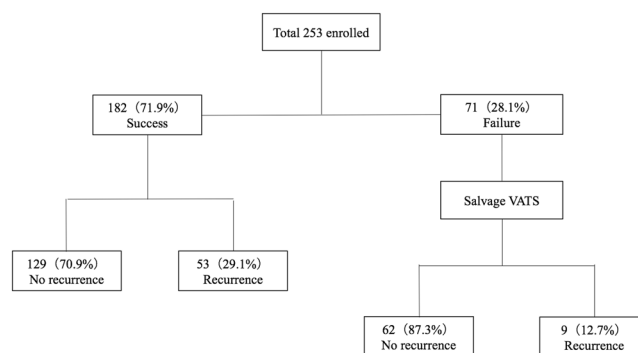 Total 253 enrolled
182（71.9%）
Success
71（28.1%）
Failure
Salvage VATS
129（70.9%）
No recurrence
53（29.1%）
Recurrence
62（87.3%）
No recurrence
9（12.7%）
Recurrence